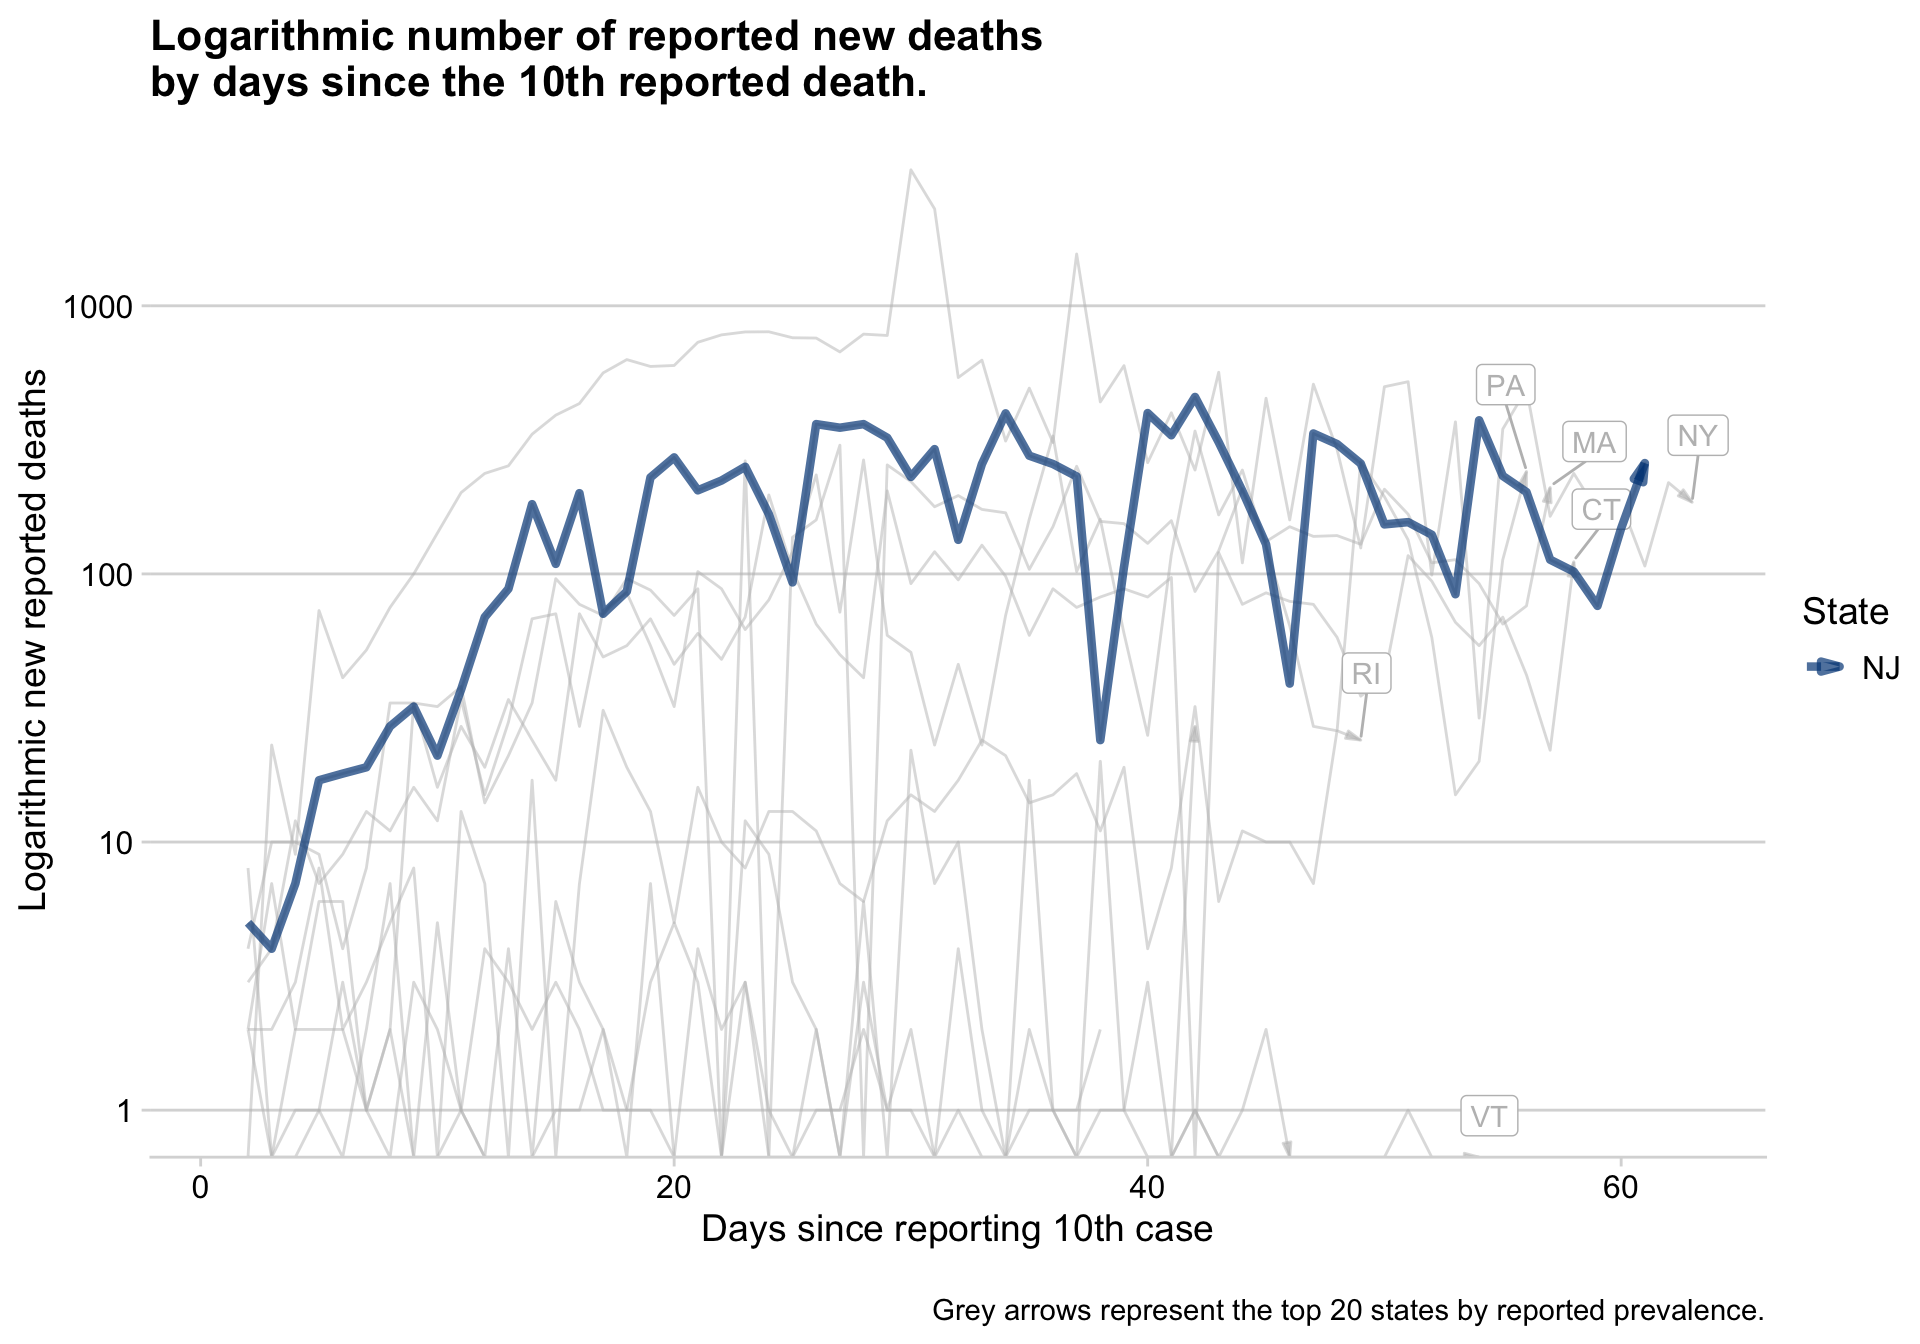 Logarithmic number of reported new deaths
by days since the 10th reported death.
Logarithmic new reported deaths
1000
100
10
1
PA
MA
NY
CT
RI
VT
State
NJ
0
20
40
60
Days since reporting 10th case
Grey arrows represent the top 20 states by reported prevalence.